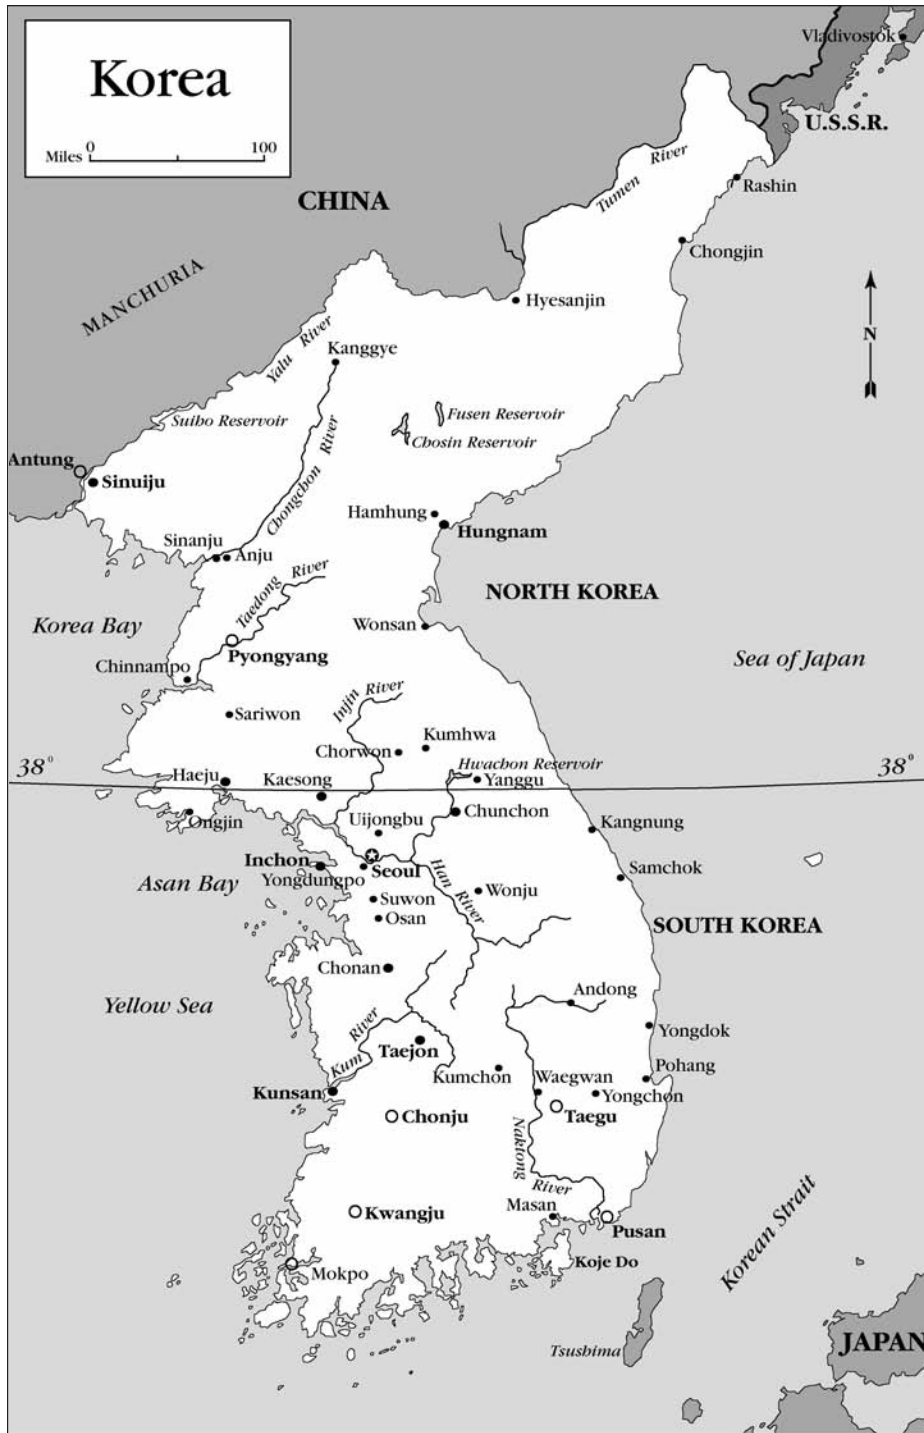 Korea
Miles 0 100
Vladivostok
U.S.S.R.
Tumen River
Rashin
CHINA
Chongjin
MANCHURIA
Hyesanjin
N
Yalu River
Kanggye
Suiho Reservoir
Fusen Reservoir
Chosin Reservoir
Antung
Sinuiju
Chongchon River
Hamhung
Hungnam
Sinanju
Anju
Taedong River
NORTH KOREA
Korea Bay
Wonsan
Pyongyang
Sea of Japan
Chinnampo
Injin River
Sariwon
Kumhwa
Chorwon
Hwachon Reservoir
38°
38°
Haeju
Kaesong
Yanggu
Ongjin
Uijongbu
Chunchon
Kangnung
Inchon
Seoul
Yongdungpo
Han River
Samchok
Asan Bay
Suwon
Wonju
Osan
SOUTH KOREA
Chonan
Yellow Sea
Andong
Kum River
Yongdok
Taejon
Pohang
Kumchon
Waegwan
Kunsan
Yongchon
Chonju
Taegu
Naktong River
Kwangju
Masan
Pusan
Korean Strait
Mokpo
Koje Do
Tsushima
JAPAN